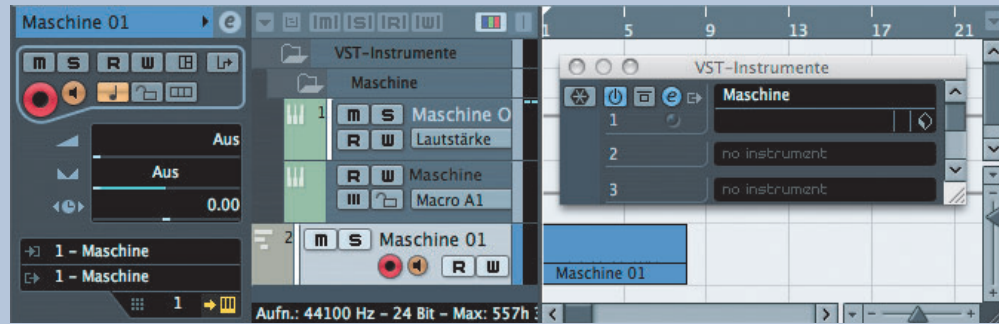 Maschine 01
e
m S R W
Aus
Aus
0.00
1 – Maschine
1 – Maschine
1
m S R W
VST–Instrumente
Maschine
1 m S Maschine O
R W Lautstärke
R W Maschine
Macro A1
2 m S Maschine 01
R W
Aufn.: 44100 Hz – 24 Bit – Max: 557h
1 5 9 13 17 21
VST–Instrumente
e Maschine
1
2 no instrument
3 no instrument
Maschine 01